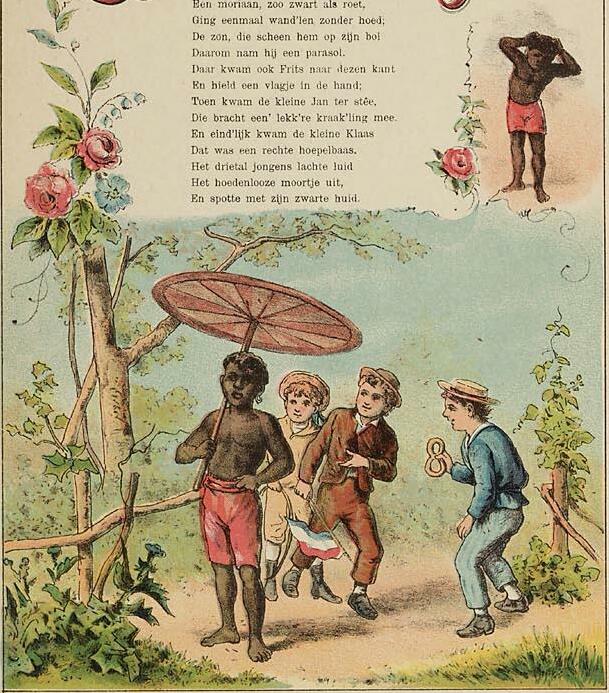 Een moriaan, zoo zwart als roet,
Ging eenmaal wand'len zonder hoed;
De zon, die scheen hem op zijn bol
Daarom nam hij een parasol.
Daar kwam ook Frits naar dezen kant
En hield een vlagje in de hand;
Toen kwam de kleine Jan ter stêe,
Die bracht een' lekk're kraak'ling mee.
En eind'lijk kwam de kleine Klaas
Dat was een rechte hoepelbaas.
Het drietal jongens lachte luid
Het hoedenlooze moortje uit,
En spotte met zijn zwarte huid.